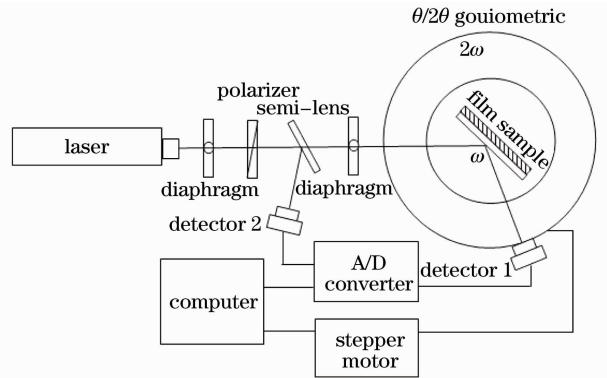 θ/2θ gouiometric
2ω
polarizer
semi-lens
film sample
laser
ω
diaphragm
diaphragm
detector 2
A/D
converter
detector 1
computer
stepper
motor